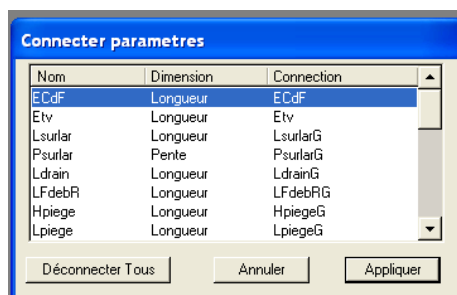 Connecter parametres
Nom Dimension Connection
ECdF Longueur ECdF
Etv Longueur Etv
Lsurlar Longueur LsurlarG
Psurlar Pente PsurlarG
Ldrain Longueur LdrainG
LFdebR Longueur LFdebRG
Hpiege Longueur HpiegeG
Lpiege Longueur LpiegeG
Déconnecter Tous Annuler Appliquer